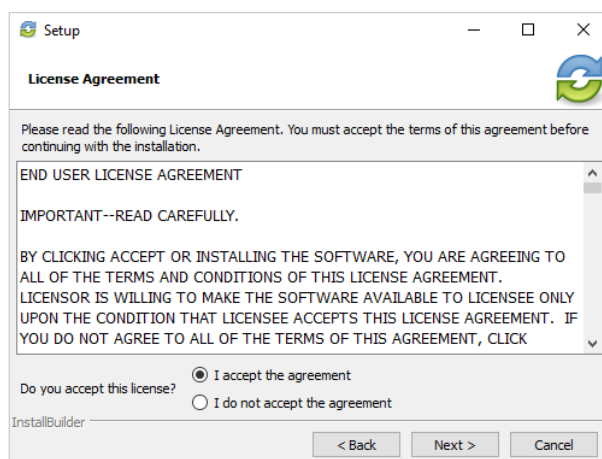 Setup
License Agreement
Please read the following License Agreement. You must accept the terms of this agreement before
continuing with the installation.
END USER LICENSE AGREEMENT
IMPORTANT--READ CAREFULLY.
BY CLICKING ACCEPT OR INSTALLING THE SOFTWARE, YOU ARE AGREEING TO
ALL OF THE TERMS AND CONDITIONS OF THIS LICENSE AGREEMENT.
LICENSOR IS WILLING TO MAKE THE SOFTWARE AVAILABLE TO LICENSEE ONLY
UPON THE CONDITION THAT LICENSEE ACCEPTS THIS LICENSE AGREEMENT.  IF
YOU DO NOT AGREE TO ALL OF THE TERMS OF THIS AGREEMENT, CLICK
Do you accept this license?
I accept the agreement
I do not accept the agreement
InstallBuilder
< Back Next > Cancel